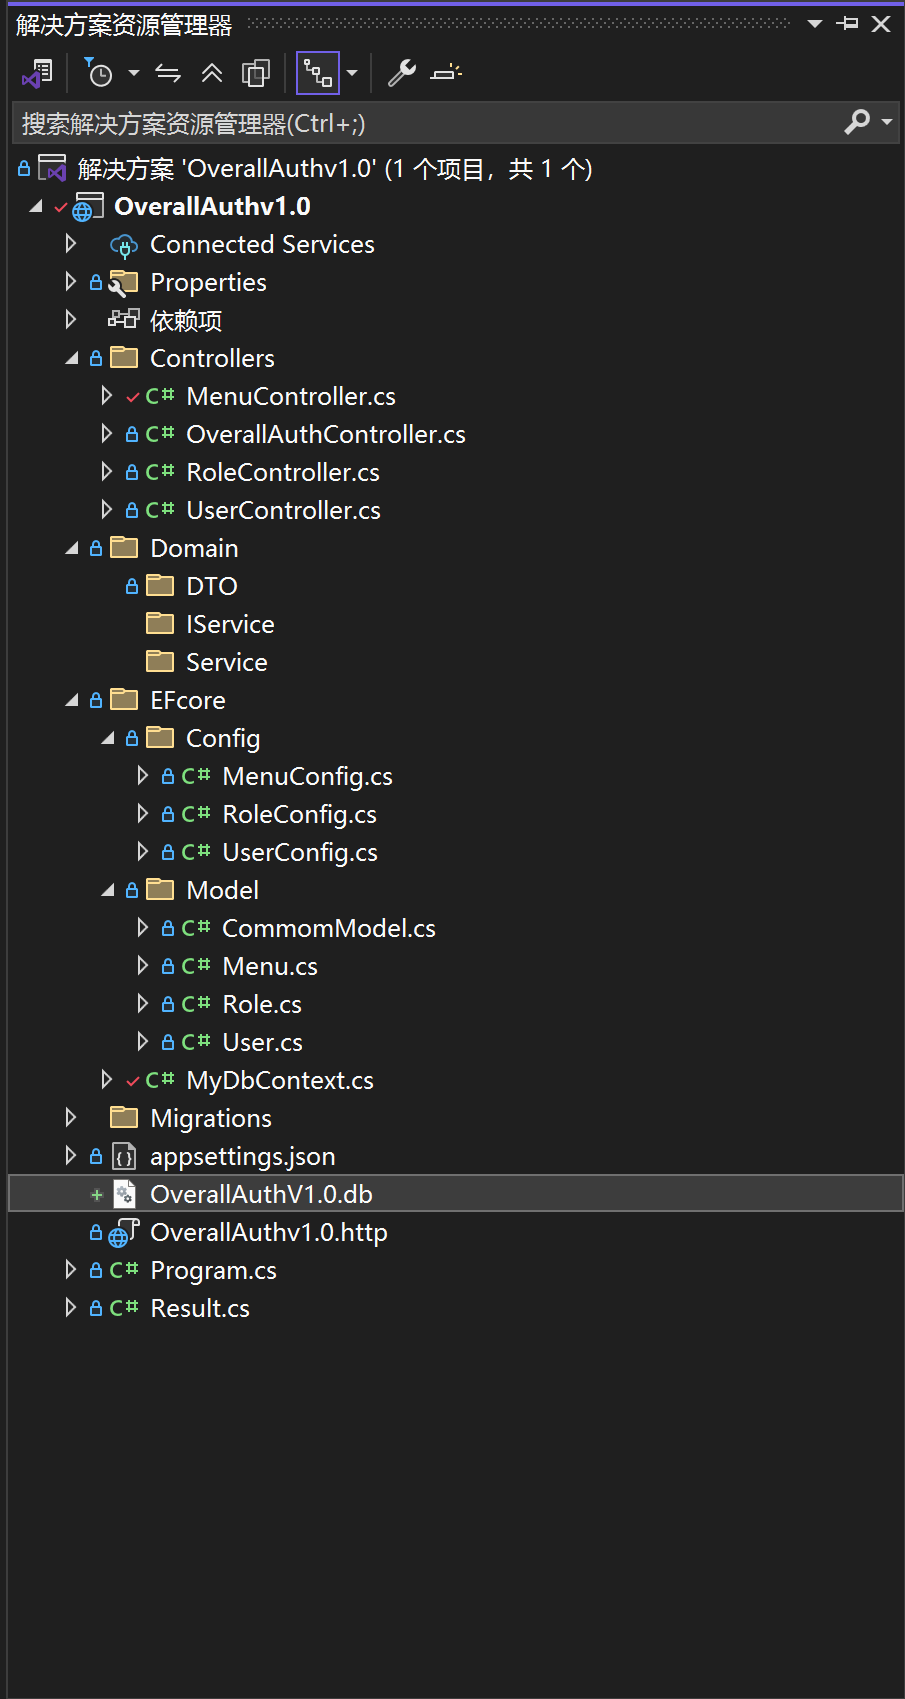 解决方案资源管理器
搜索解决方案资源管理器(Ctrl+;)
解决方案 'OverallAuthv1.0' (1 个项目，共 1 个)
OverallAuthv1.0
Connected Services
Properties
依赖项
Controllers
C# MenuController.cs
C# OverallAuthController.cs
C# RoleController.cs
C# UserController.cs
Domain
DTO
IService
Service
EFcore
Config
C# MenuConfig.cs
C# RoleConfig.cs
C# UserConfig.cs
Model
C# CommomModel.cs
C# Menu.cs
C# Role.cs
C# User.cs
C# MyDbContext.cs
Migrations
appsettings.json
OverallAuthV1.0.db
OverallAuthv1.0.http
C# Program.cs
C# Result.cs